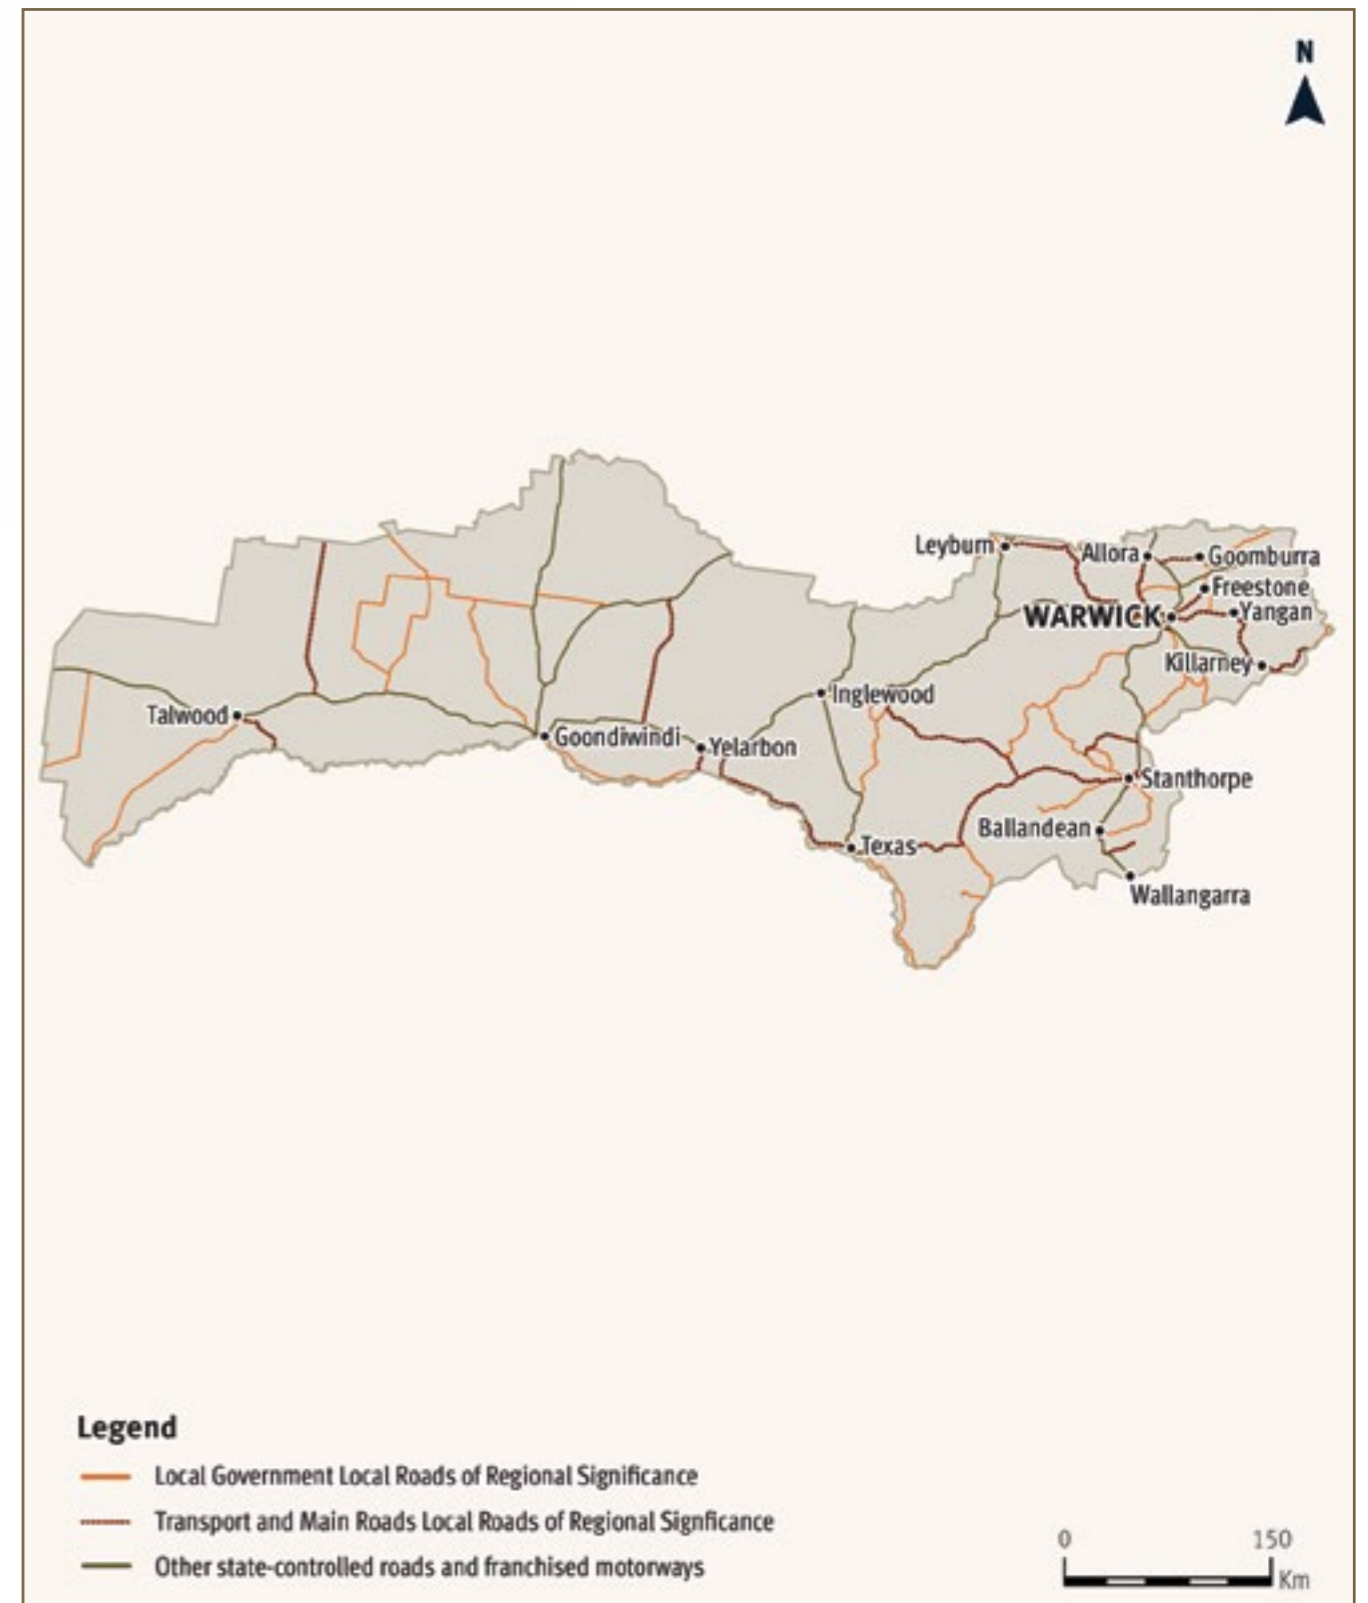 N
Leyburn
Allora
Goomburra
Freestone
WARWICK
Yangan
Killarney
Inglewood
Talwood
Goondiwindi
Yelarbon
Stanthorpe
Ballandean
Texas
Wallangarra
Legend
Local Government Local Roads of Regional Significance
Transport and Main Roads Local Roads of Regional Signficance
Other state-controlled roads and franchised motorways
0 150
Km